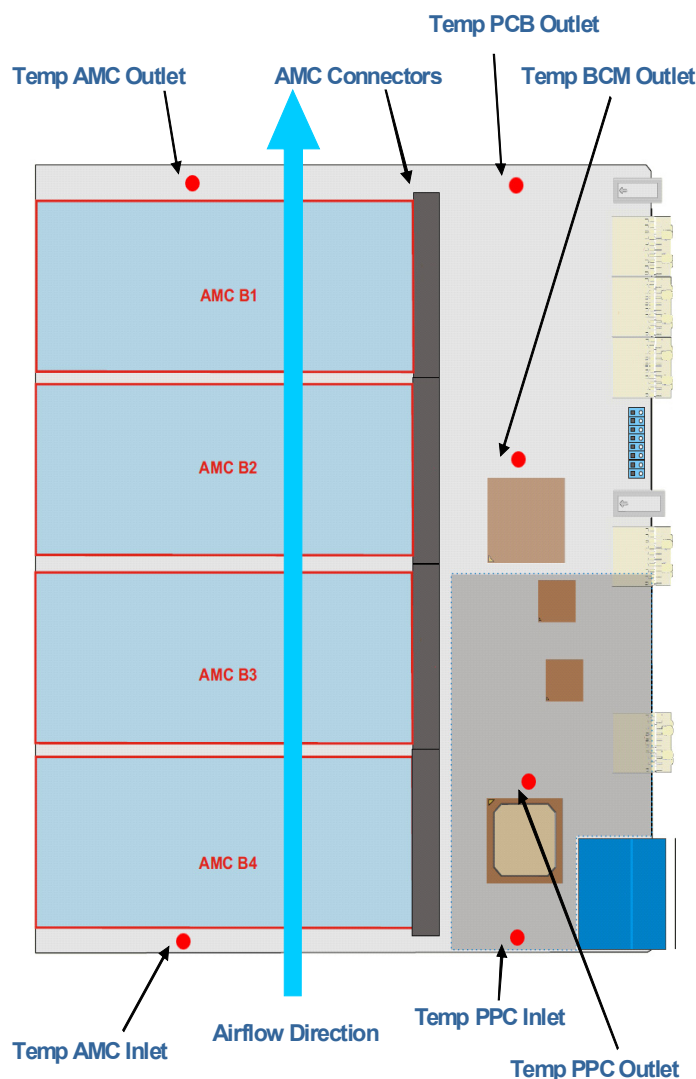 Temp PCB Outlet
Temp AMC Outlet
AMC Connectors
Temp BCM Outlet
AMC B1
AMC B2
AMC B3
AMC B4
Temp PPC Inlet
Airflow Direction
Temp AMC Inlet
Temp PPC Outlet